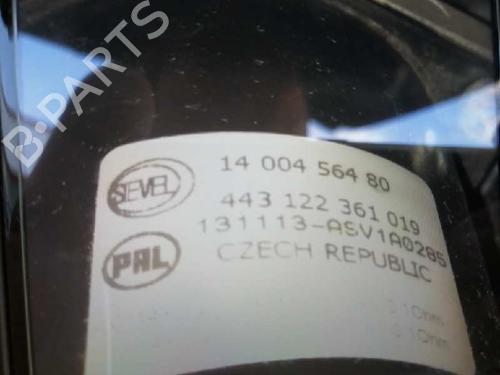 B-PARTS
SEVEL
14 004 564 80
443 122 361 019
131113-ASV1A0285
PAL
CZECH REPUBLIC